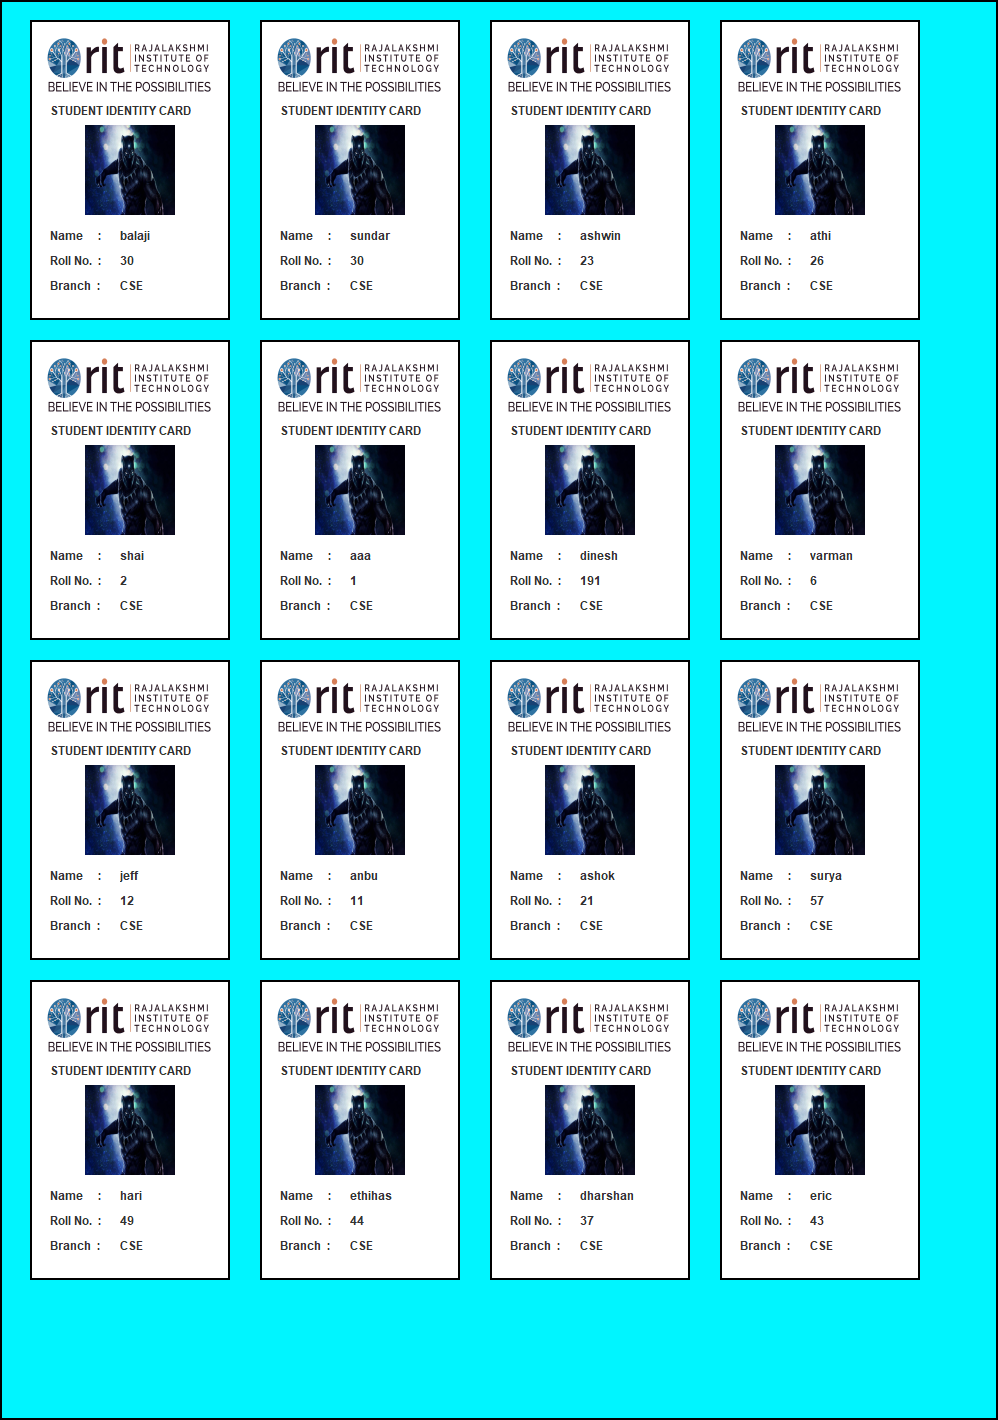 rit RAJALAKSHMI
INSTITUTE OF
TECHNOLOGY
BELIEVE IN THE POSSIBILITIES
STUDENT IDENTITY CARD
Name : balaji
Roll No. : 30
Branch : CSE
rit RAJALAKSHMI
INSTITUTE OF
TECHNOLOGY
BELIEVE IN THE POSSIBILITIES
STUDENT IDENTITY CARD
Name : sundar
Roll No. : 30
Branch : CSE
rit RAJALAKSHMI
INSTITUTE OF
TECHNOLOGY
BELIEVE IN THE POSSIBILITIES
STUDENT IDENTITY CARD
Name : ashwin
Roll No. : 23
Branch : CSE
rit RAJALAKSHMI
INSTITUTE OF
TECHNOLOGY
BELIEVE IN THE POSSIBILITIES
STUDENT IDENTITY CARD
Name : athi
Roll No. : 26
Branch : CSE
rit RAJALAKSHMI
INSTITUTE OF
TECHNOLOGY
BELIEVE IN THE POSSIBILITIES
STUDENT IDENTITY CARD
Name : shai
Roll No. : 2
Branch : CSE
rit RAJALAKSHMI
INSTITUTE OF
TECHNOLOGY
BELIEVE IN THE POSSIBILITIES
STUDENT IDENTITY CARD
Name : aaa
Roll No. : 1
Branch : CSE
rit RAJALAKSHMI
INSTITUTE OF
TECHNOLOGY
BELIEVE IN THE POSSIBILITIES
STUDENT IDENTITY CARD
Name : dinesh
Roll No. : 191
Branch : CSE
rit RAJALAKSHMI
INSTITUTE OF
TECHNOLOGY
BELIEVE IN THE POSSIBILITIES
STUDENT IDENTITY CARD
Name : varman
Roll No. : 6
Branch : CSE
rit RAJALAKSHMI
INSTITUTE OF
TECHNOLOGY
BELIEVE IN THE POSSIBILITIES
STUDENT IDENTITY CARD
Name : jeff
Roll No. : 12
Branch : CSE
rit RAJALAKSHMI
INSTITUTE OF
TECHNOLOGY
BELIEVE IN THE POSSIBILITIES
STUDENT IDENTITY CARD
Name : anbu
Roll No. : 11
Branch : CSE
rit RAJALAKSHMI
INSTITUTE OF
TECHNOLOGY
BELIEVE IN THE POSSIBILITIES
STUDENT IDENTITY CARD
Name : ashok
Roll No. : 21
Branch : CSE
rit RAJALAKSHMI
INSTITUTE OF
TECHNOLOGY
BELIEVE IN THE POSSIBILITIES
STUDENT IDENTITY CARD
Name : surya
Roll No. : 57
Branch : CSE
rit RAJALAKSHMI
INSTITUTE OF
TECHNOLOGY
BELIEVE IN THE POSSIBILITIES
STUDENT IDENTITY CARD
Name : hari
Roll No. : 49
Branch : CSE
rit RAJALAKSHMI
INSTITUTE OF
TECHNOLOGY
BELIEVE IN THE POSSIBILITIES
STUDENT IDENTITY CARD
Name : ethihas
Roll No. : 44
Branch : CSE
rit RAJALAKSHMI
INSTITUTE OF
TECHNOLOGY
BELIEVE IN THE POSSIBILITIES
STUDENT IDENTITY CARD
Name : dharshan
Roll No. : 37
Branch : CSE
rit RAJALAKSHMI
INSTITUTE OF
TECHNOLOGY
BELIEVE IN THE POSSIBILITIES
STUDENT IDENTITY CARD
Name : eric
Roll No. : 43
Branch : CSE